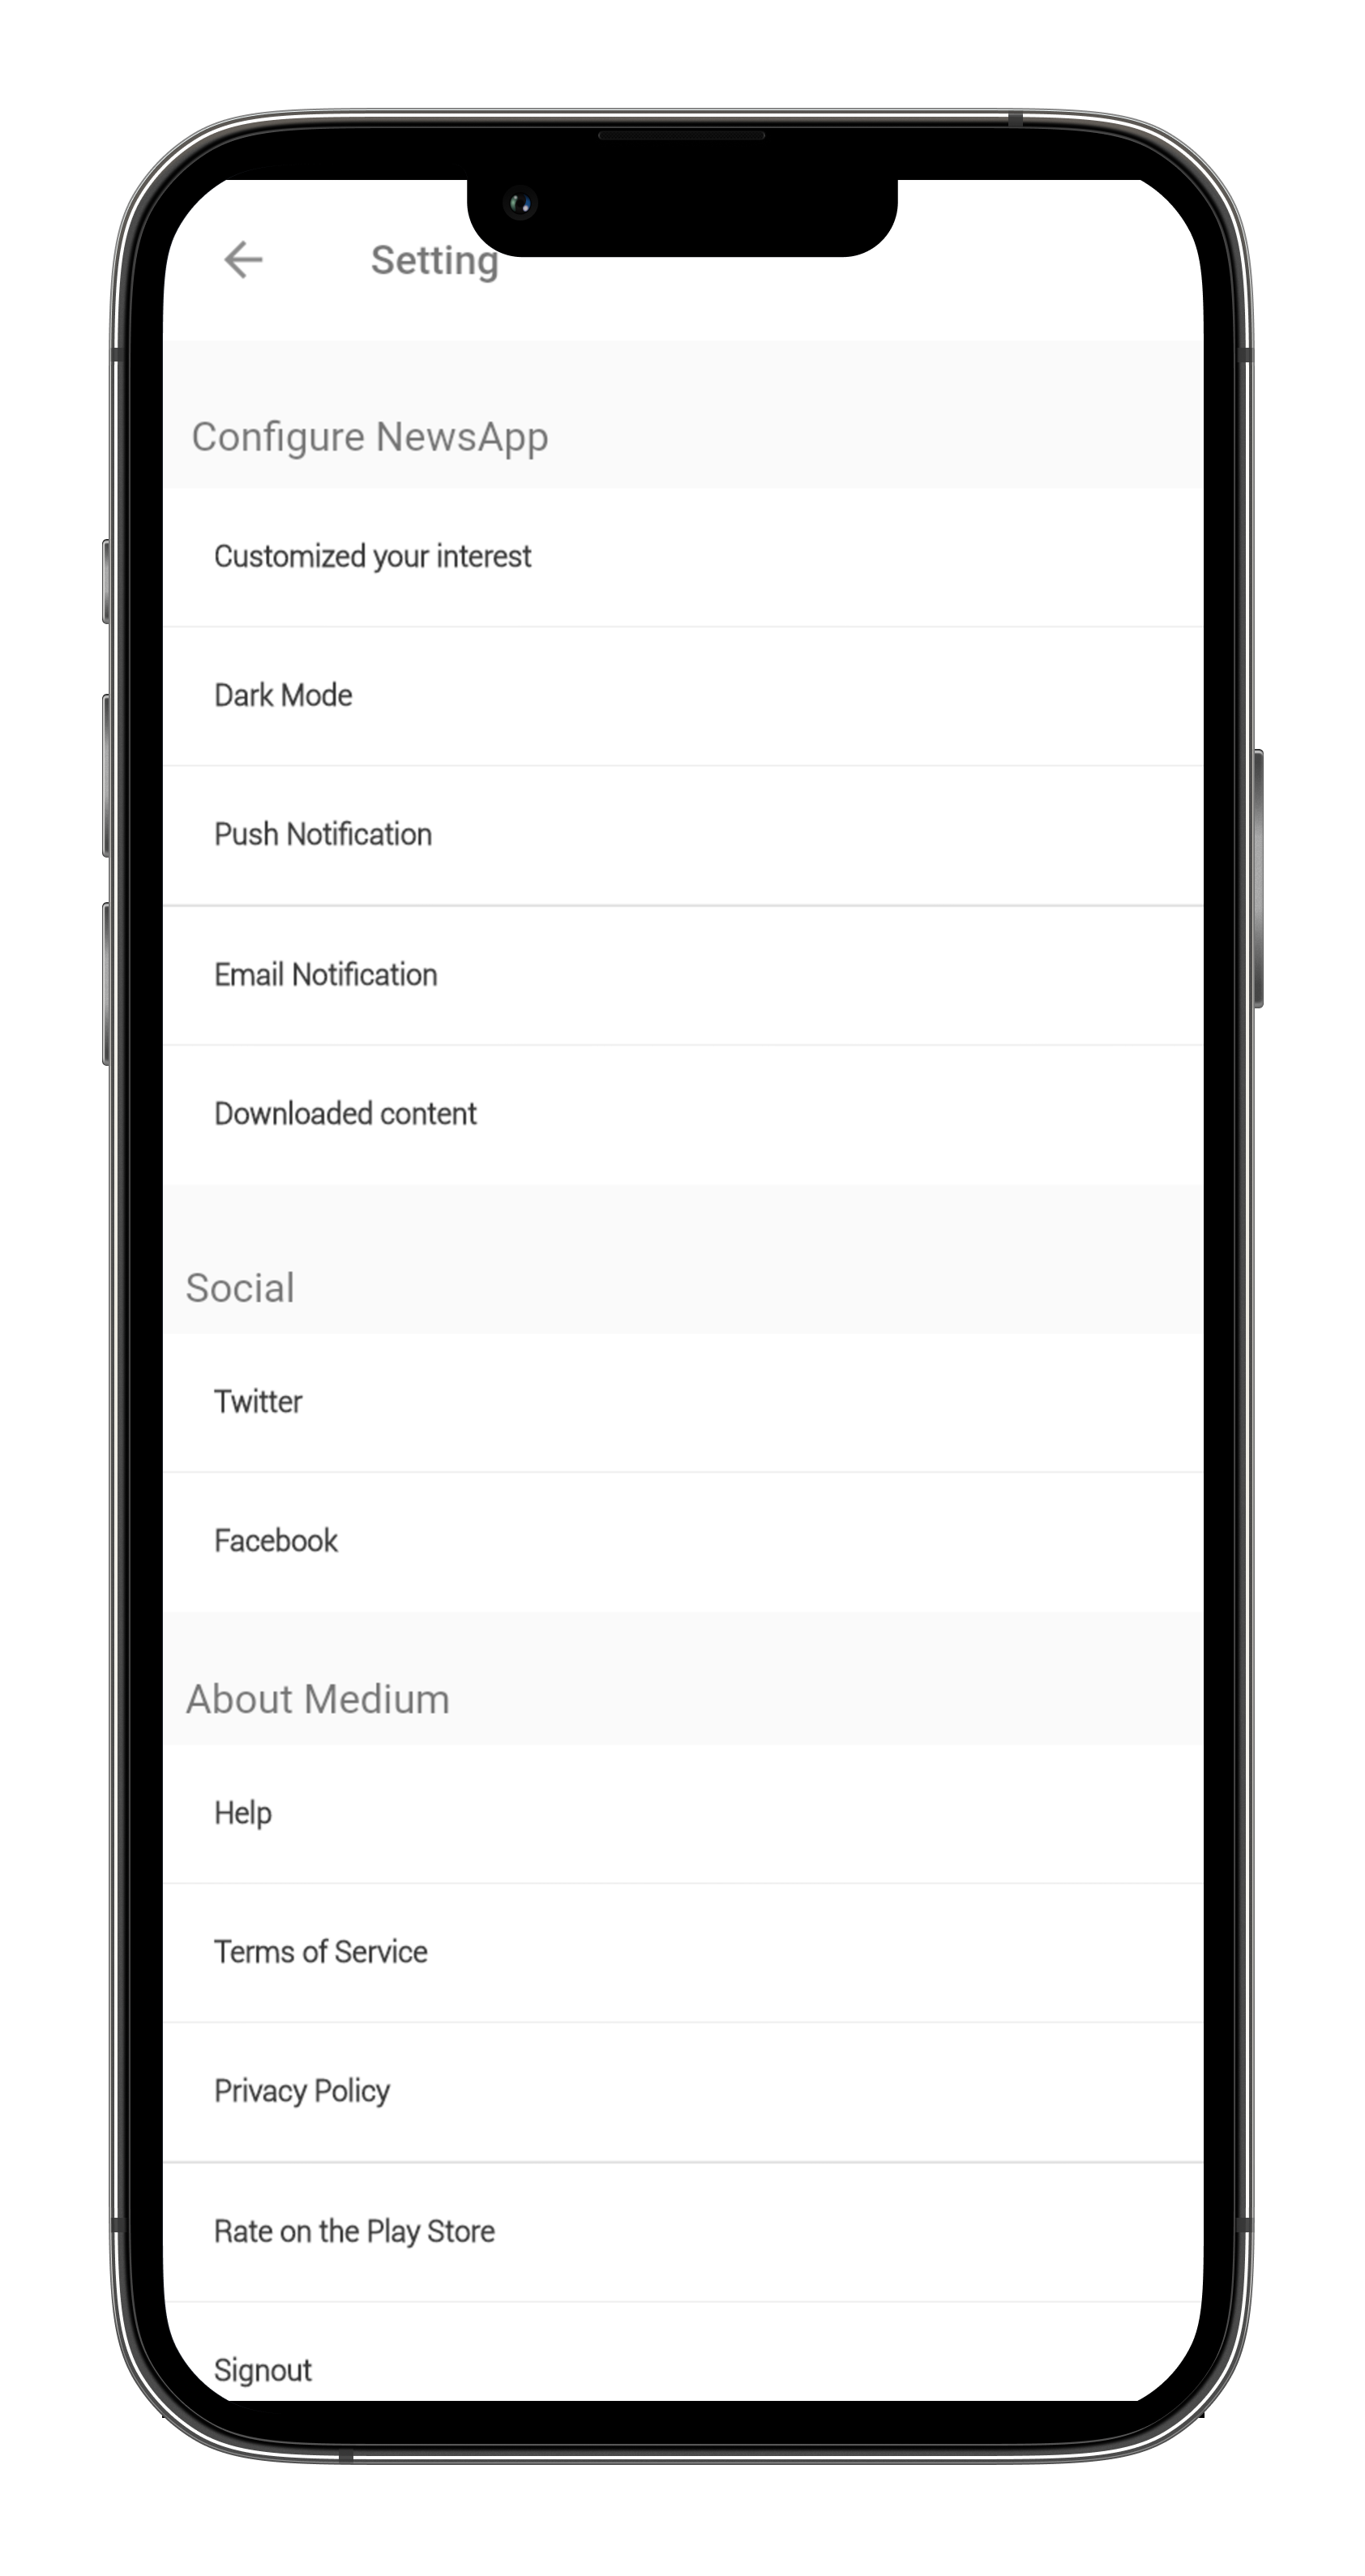 Setting
Configure NewsApp
Customized your interest
Dark Mode
Push Notification
Email Notification
Downloaded content
Social
Twitter
Facebook
About Medium
Help
Terms of Service
Privacy Policy
Rate on the Play Store
Signout